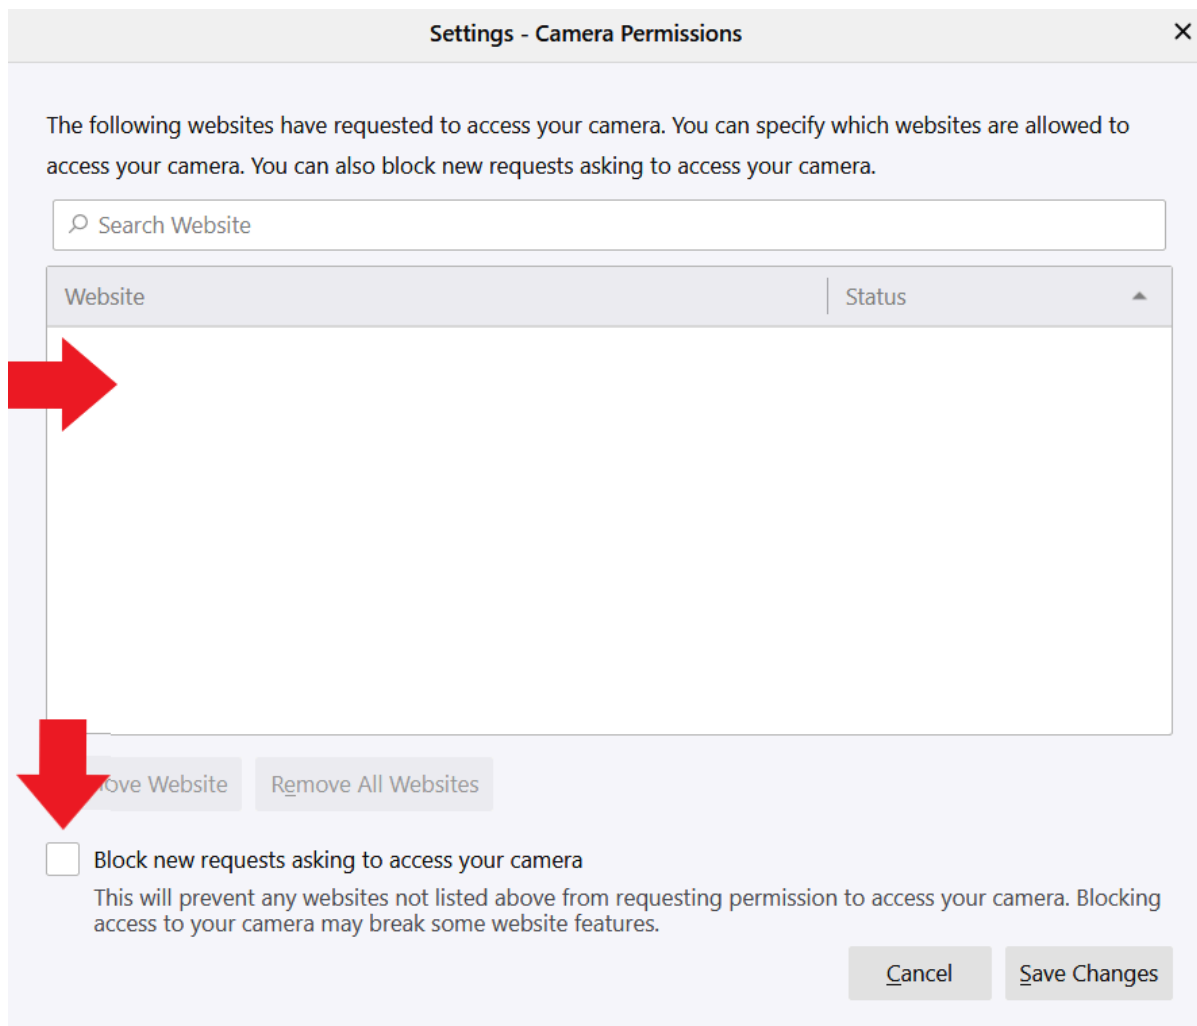 Settings - Camera Permissions
The following websites have requested to access your camera. You can specify which websites are allowed to
access your camera. You can also block new requests asking to access your camera.
Search Website
Website Status
ove Website Remove All Websites
Block new requests asking to access your camera
This will prevent any websites not listed above from requesting permission to access your camera. Blocking
access to your camera may break some website features.
Cancel Save Changes